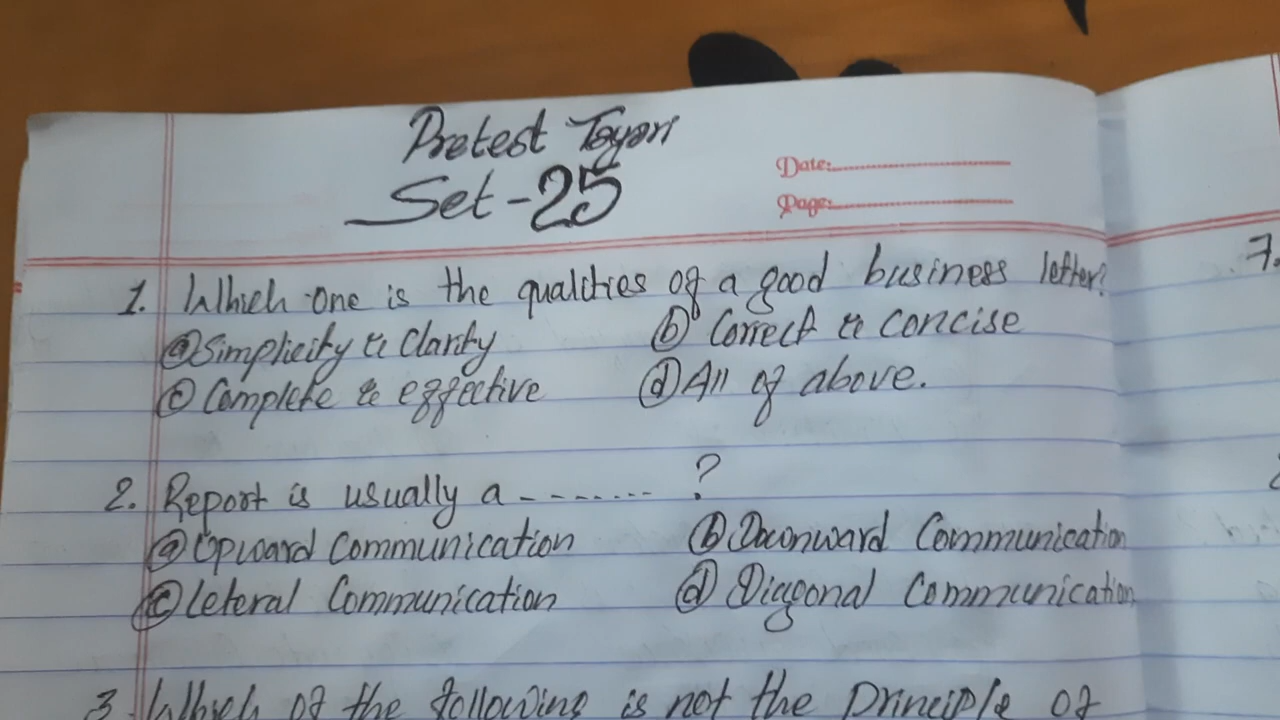 Pretest Tayari
Set-25
Date:
Page:
1. Which one is the qualities of a good business letter?
ⓐ Simplicity & Clarity ⓑ Correct & concise
ⓒ Complete & effective ⓓ All of above.
2. Report is usually a ------- ?
ⓐ Upward Communication ⓑ Downward Communication
ⓒ Leteral Communication ⓓ Diagonal Communication
3. Which of the following is not the principle of
7.